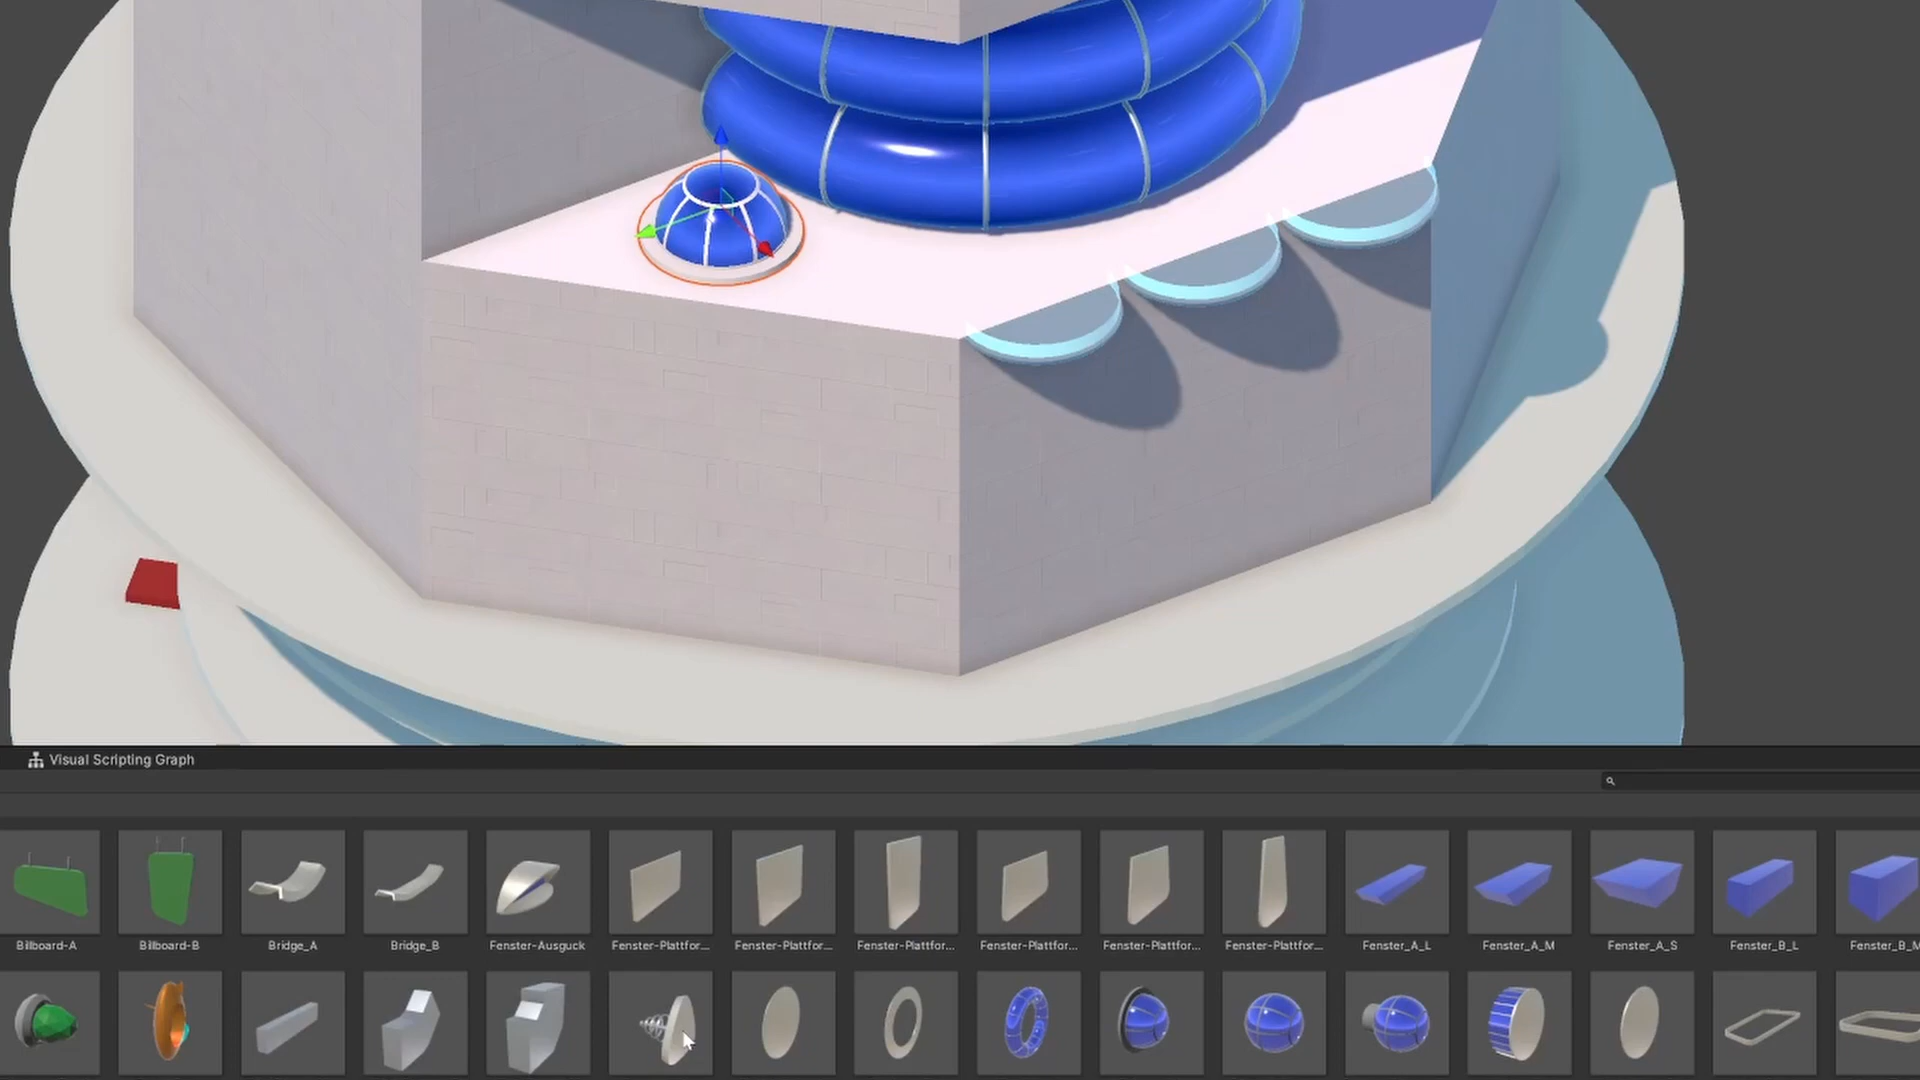 Visual Scripting Graph
Billboard-A
Billboard-B
Bridge_A
Bridge_B
Fenster-Ausguck
Fenster-Plattfor...
Fenster-Plattfor...
Fenster-Plattfor...
Fenster-Plattfor...
Fenster-Plattfor...
Fenster-Plattfor...
Fenster_A_L
Fenster_A_M
Fenster_A_S
Fenster_B_L
Fenster_B_M